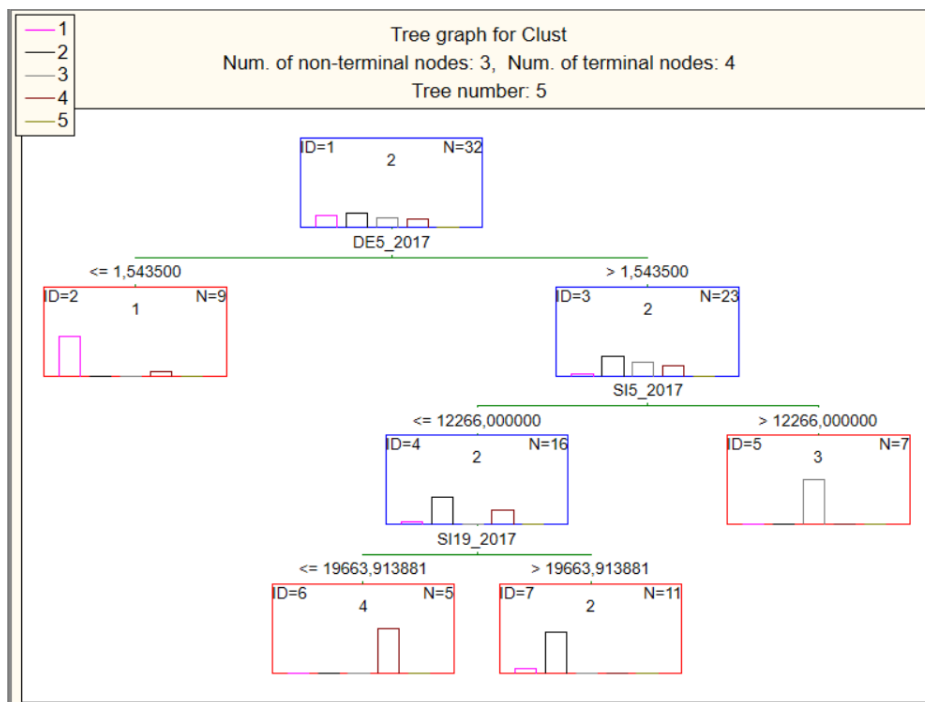 1
2
3
4
5
Tree graph for Clust
Num. of non-terminal nodes: 3, Num. of terminal nodes: 4
Tree number: 5
ID=1 N=32
2
DE5_2017
<= 1,543500 > 1,543500
ID=2 N=9 ID=3 N=23
1 2
SI5_2017
<= 12266,000000 > 12266,000000
ID=4 N=16 ID=5 N=7
2 3
SI19_2017
<= 19663,913881 > 19663,913881
ID=6 N=5 ID=7 N=11
4 2